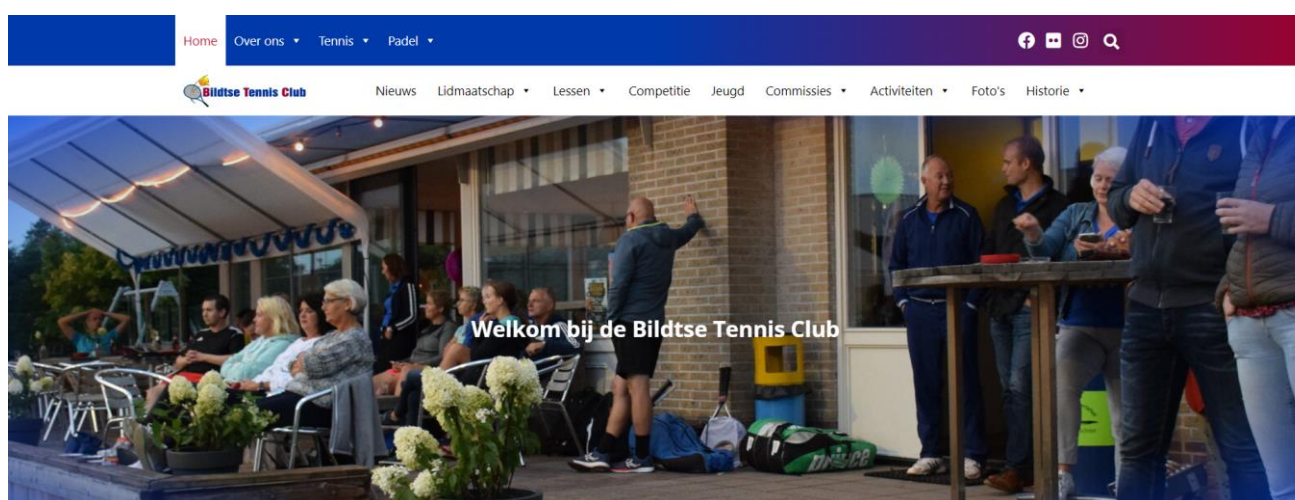 Home Over ons Tennis Padel
Bildtse Tennis Club
Nieuws Lidmaatschap Lessen Competitie Jeugd Commissies Activiteiten Foto's Historie
Welkom bij de Bildtse Tennis Club
prince